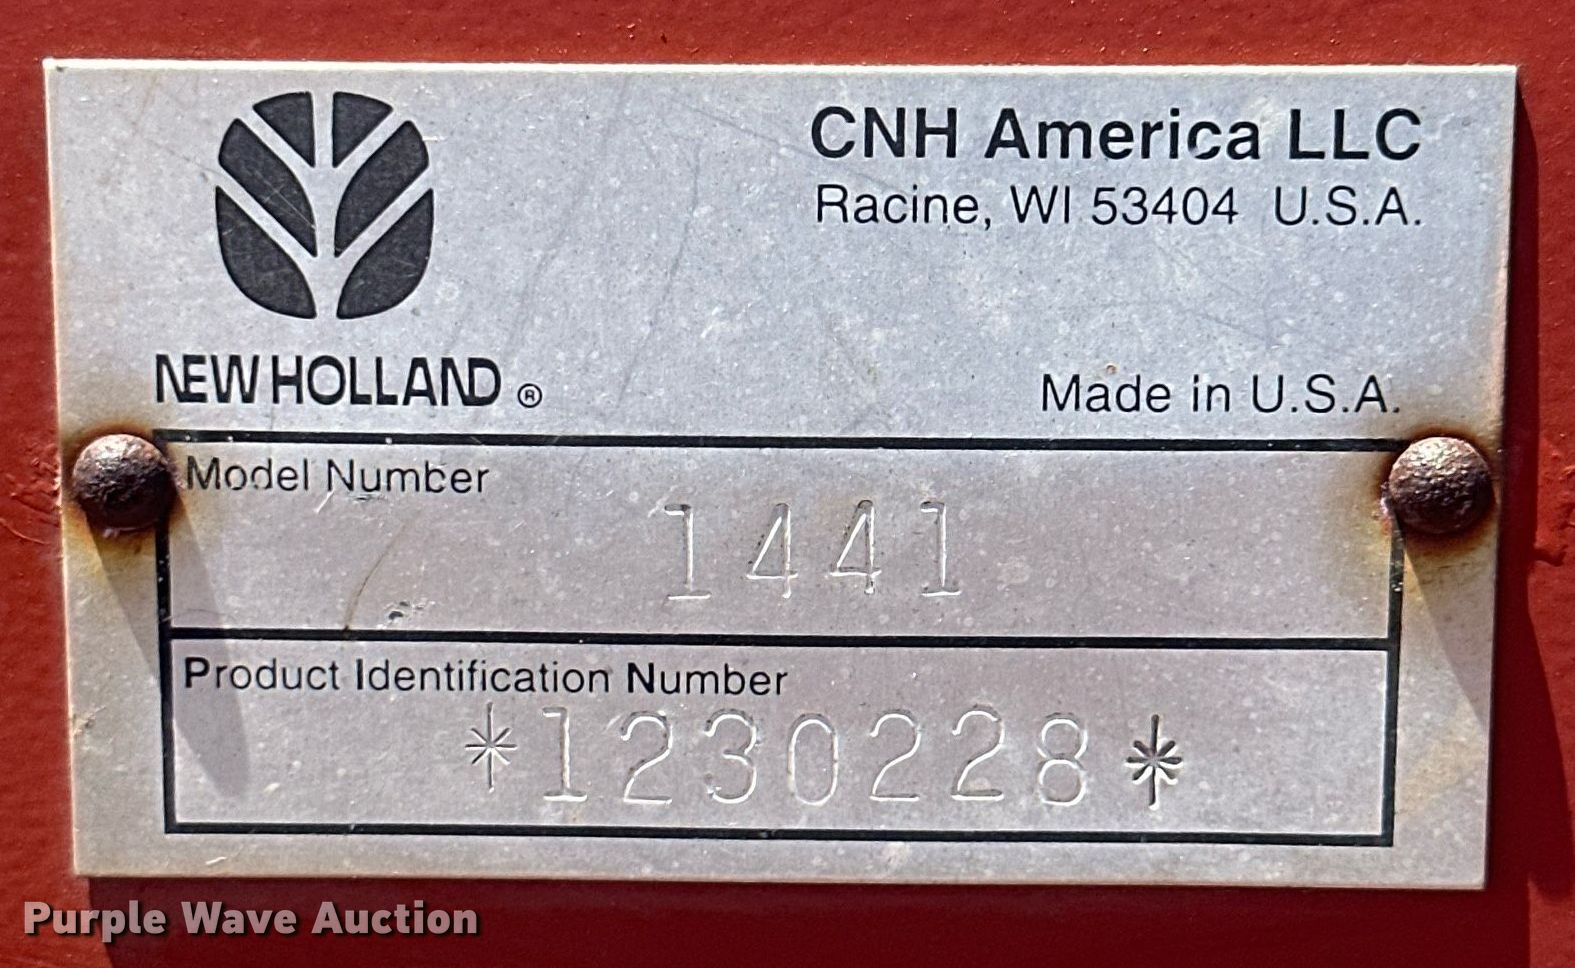 CNH America LLC
Racine, WI 53404 U.S.A.
NEW HOLLAND ®
Made in U.S.A.
Model Number
1441
Product Identification Number
*1230228*
Purple Wave Auction